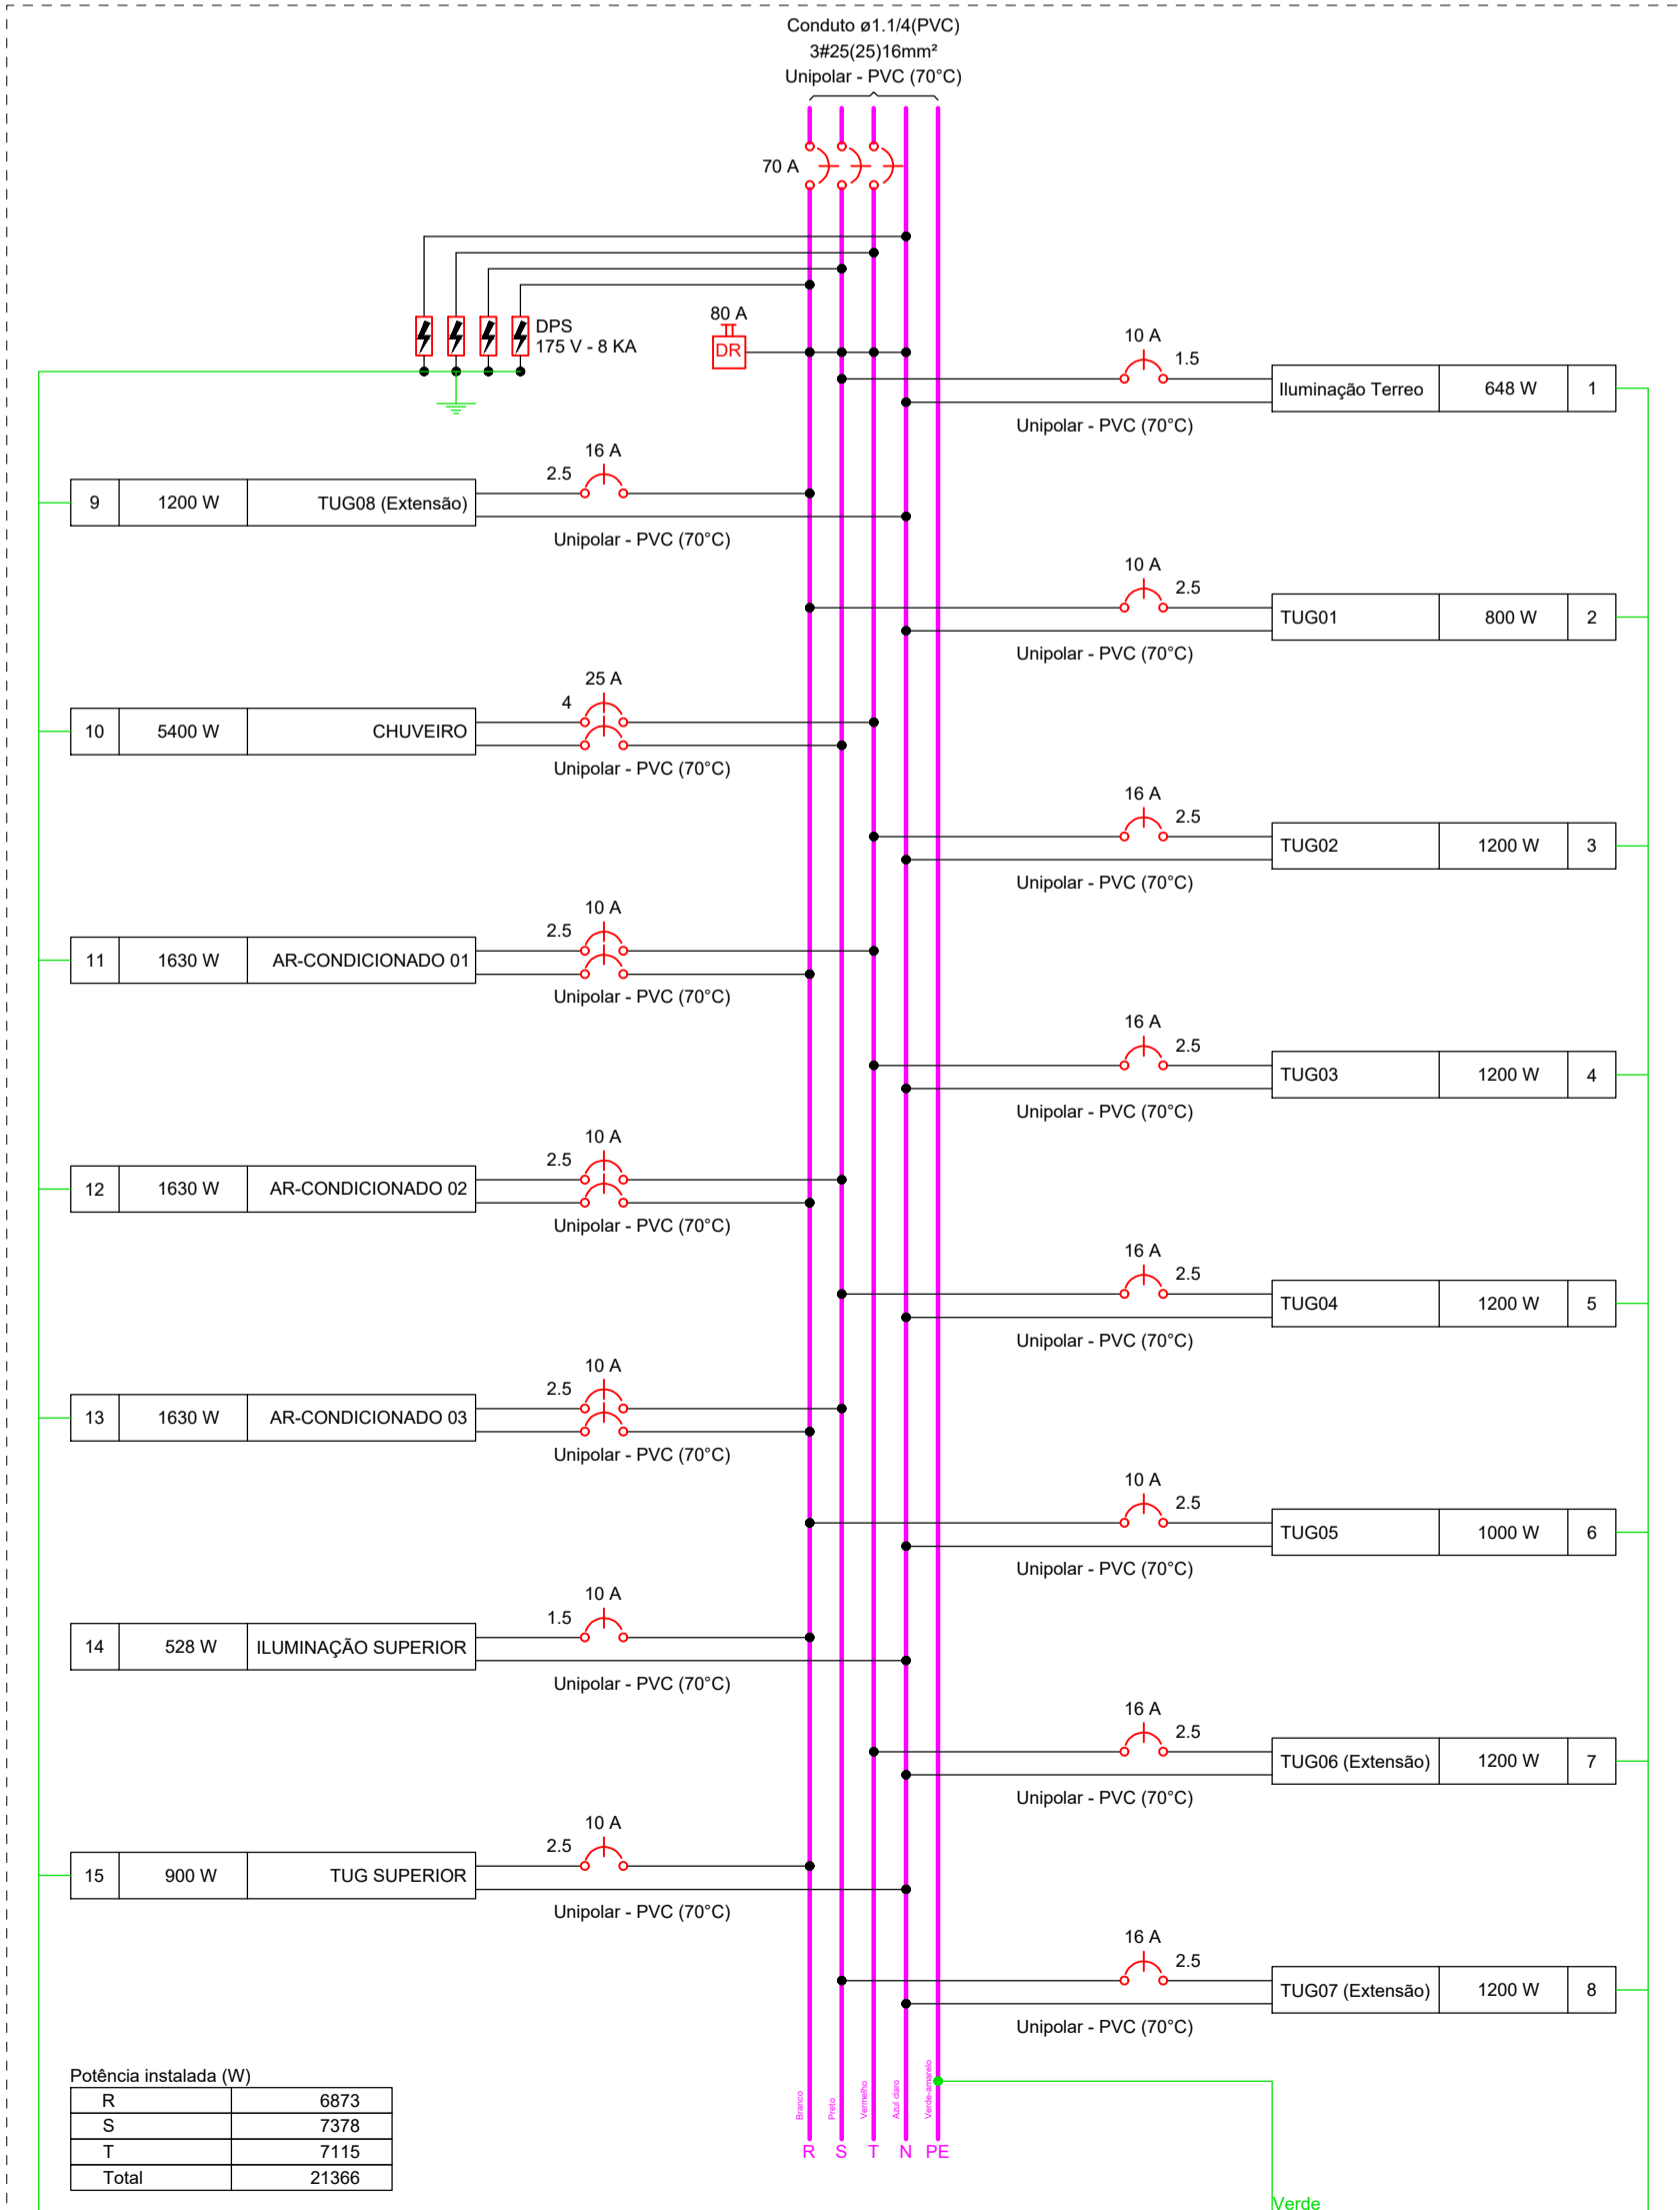 Conduto ø1.1/4(PVC)
3#25(25)16mm²
Unipolar - PVC (70°C)
70 A
DPS
175 V - 8 KA
80 A
DR
10 A
1.5
Iluminação Terreo 648 W 1
Unipolar - PVC (70°C)
16 A
2.5
9 1200 W TUG08 (Extensão)
Unipolar - PVC (70°C)
10 A
2.5
TUG01 800 W 2
Unipolar - PVC (70°C)
25 A
4
10 5400 W CHUVEIRO
Unipolar - PVC (70°C)
16 A
2.5
TUG02 1200 W 3
Unipolar - PVC (70°C)
10 A
2.5
11 1630 W AR-CONDICIONADO 01
Unipolar - PVC (70°C)
16 A
2.5
TUG03 1200 W 4
Unipolar - PVC (70°C)
10 A
2.5
12 1630 W AR-CONDICIONADO 02
Unipolar - PVC (70°C)
16 A
2.5
TUG04 1200 W 5
Unipolar - PVC (70°C)
10 A
2.5
13 1630 W AR-CONDICIONADO 03
Unipolar - PVC (70°C)
10 A
2.5
TUG05 1000 W 6
Unipolar - PVC (70°C)
10 A
1.5
14 528 W ILUMINAÇÃO SUPERIOR
Unipolar - PVC (70°C)
16 A
2.5
TUG06 (Extensão) 1200 W 7
Unipolar - PVC (70°C)
10 A
2.5
15 900 W TUG SUPERIOR
Unipolar - PVC (70°C)
16 A
2.5
TUG07 (Extensão) 1200 W 8
Unipolar - PVC (70°C)
Potência instalada (W)
R 6873
S 7378
T 7115
Total 21366
Branco
Preto
Vermelho
Azul claro
Verde-amarelo
R S T N PE
Verde